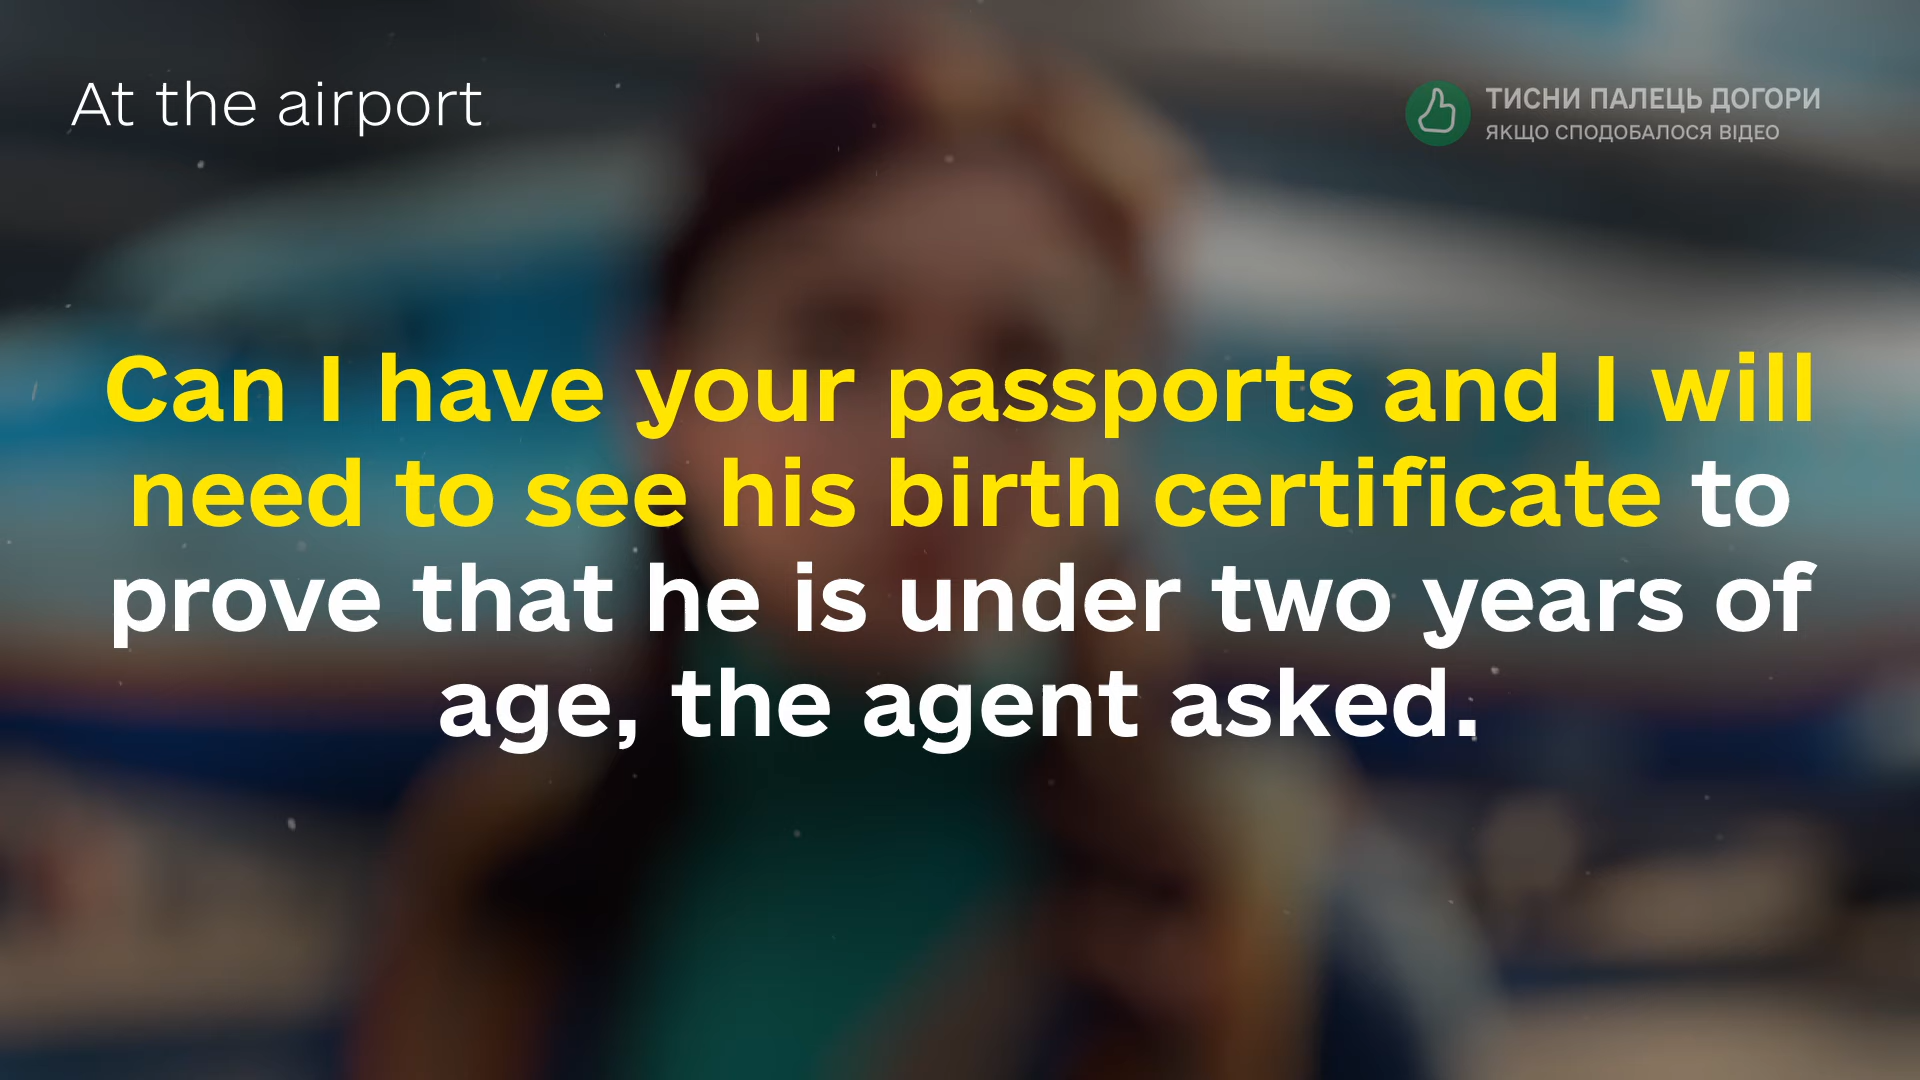 At the airport
ТИСНИ ПАЛЕЦЬ ДОГОРИ
ЯКЩО СПОДОБАЛОСЯ ВІДЕО
Can I have your passports and I will
need to see his birth certificate to
prove that he is under two years of
age, the agent asked.